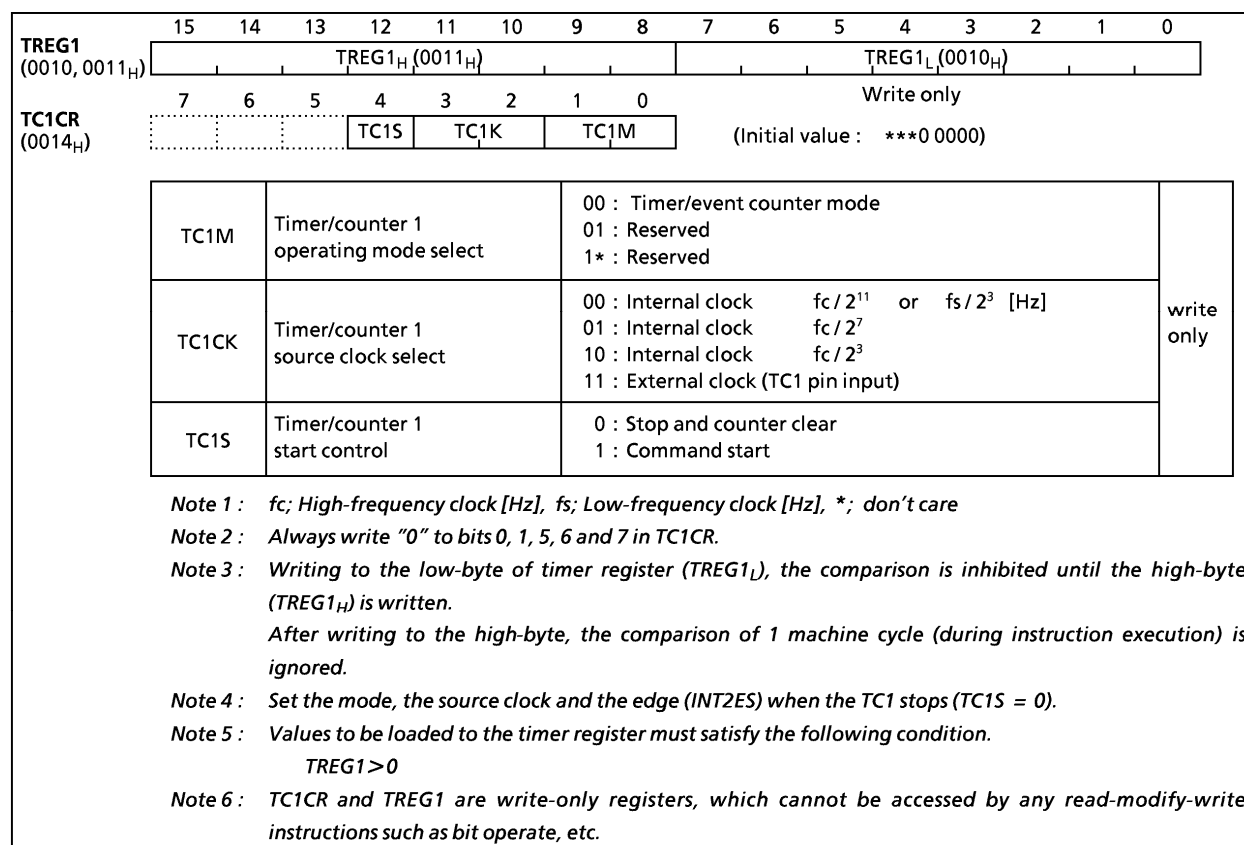 15 14 13 12 11 10 9 8 7 6 5 4 3 2 1 0
TREG1
(0010, 0011H)
TREG1H (0011H) TREG1L (0010H)
Write only
7 6 5 4 3 2 1 0
TC1CR
(0014H)
TC1S TC1K TC1M
(Initial value : ***0 0000)
TC1M
Timer/counter 1
operating mode select
00 : Timer/event counter mode
01 : Reserved
1* : Reserved
TC1CK
Timer/counter 1
source clock select
00 : Internal clock fc / 2¹¹ or fs / 2³ [Hz]
01 : Internal clock fc / 2⁷
10 : Internal clock fc / 2³
11 : External clock (TC1 pin input)
TC1S
Timer/counter 1
start control
0 : Stop and counter clear
1 : Command start
write
only
Note 1 : fc; High-frequency clock [Hz], fs; Low-frequency clock [Hz], *; don't care
Note 2 : Always write "0" to bits 0, 1, 5, 6 and 7 in TC1CR.
Note 3 : Writing to the low-byte of timer register (TREG1L), the comparison is inhibited until the high-byte
(TREG1H) is written.
After writing to the high-byte, the comparison of 1 machine cycle (during instruction execution) is
ignored.
Note 4 : Set the mode, the source clock and the edge (INT2ES) when the TC1 stops (TC1S = 0).
Note 5 : Values to be loaded to the timer register must satisfy the following condition.
TREG1>0
Note 6 : TC1CR and TREG1 are write-only registers, which cannot be accessed by any read-modify-write
instructions such as bit operate, etc.